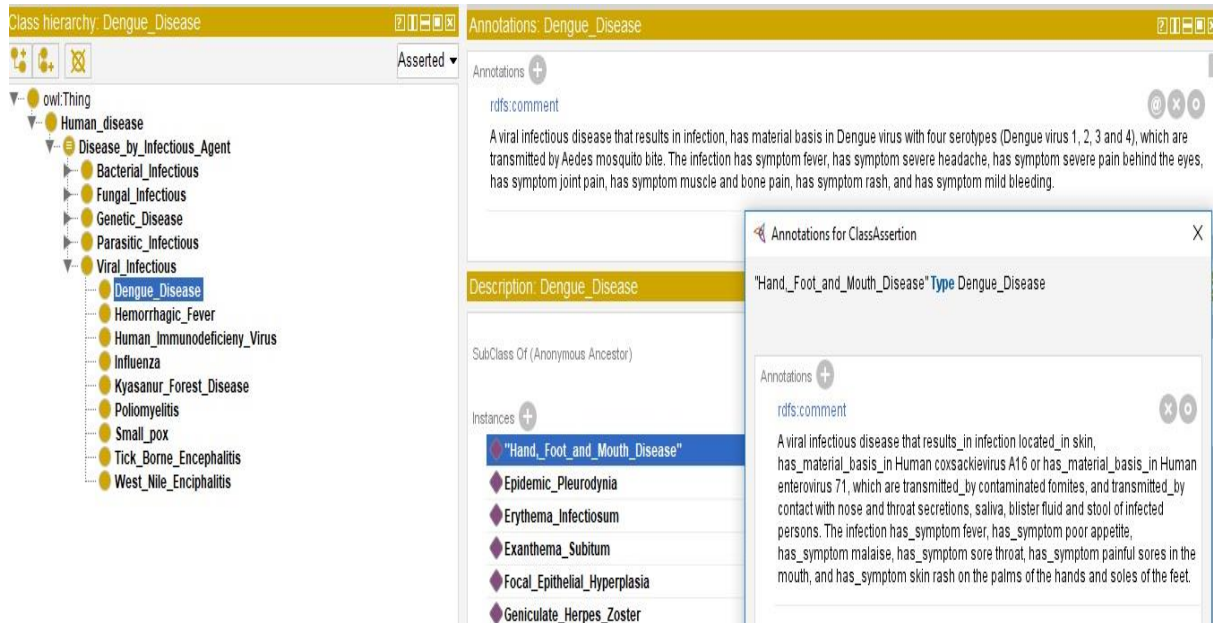 Class hierarchy: Dengue_Disease
Asserted
owl:Thing
Human_disease
Disease_by_Infectious_Agent
Bacterial_Infectious
Fungal_Infectious
Genetic_Disease
Parasitic_Infectious
Viral_Infectious
Dengue_Disease
Hemorrhagic_Fever
Human_Immunodeficieny_Virus
Influenza
Kyasanur_Forest_Disease
Poliomyelitis
Small_pox
Tick_Borne_Encephalitis
West_Nile_Enciphalitis
Annotations: Dengue_Disease
Annotations
rdfs:comment
A viral infectious disease that results in infection, has material basis in Dengue virus with four serotypes (Dengue virus 1, 2, 3 and 4), which are
transmitted by Aedes mosquito bite. The infection has symptom fever, has symptom severe headache, has symptom severe pain behind the eyes,
has symptom joint pain, has symptom muscle and bone pain, has symptom rash, and has symptom mild bleeding.
Description: Dengue_Disease
SubClass Of (Anonymous Ancestor)
Instances
"Hand,_Foot_and_Mouth_Disease"
Epidemic_Pleurodynia
Erythema_Infectiosum
Exanthema_Subitum
Focal_Epithelial_Hyperplasia
Geniculate_Herpes_Zoster
Annotations for ClassAssertion
"Hand,_Foot_and_Mouth_Disease" Type Dengue_Disease
Annotations
rdfs:comment
A viral infectious disease that results_in infection located_in skin,
has_material_basis_in Human coxsackievirus A16 or has_material_basis_in Human
enterovirus 71, which are transmitted_by contaminated fomites, and transmitted_by
contact with nose and throat secretions, saliva, blister fluid and stool of infected
persons. The infection has_symptom fever, has_symptom poor appetite,
has_symptom malaise, has_symptom sore throat, has_symptom painful sores in the
mouth, and has_symptom skin rash on the palms of the hands and soles of the feet.